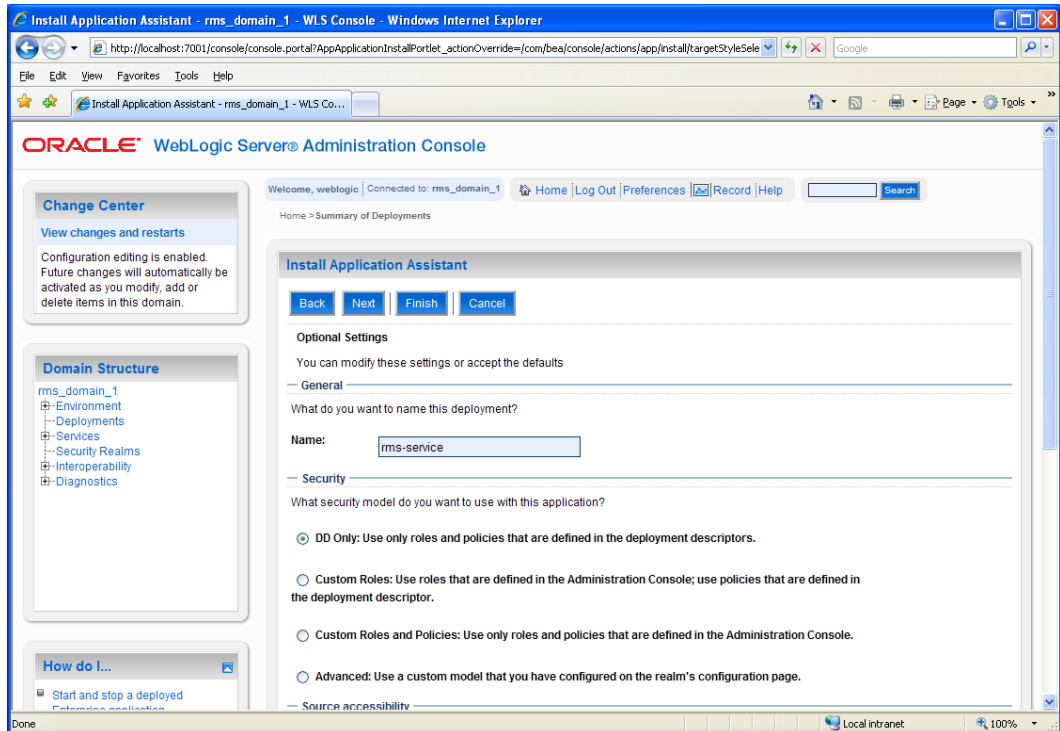 Install Application Assistant - rms_domain_1 - WLS Console - Windows Internet Explorer
http://localhost:7001/console/console.portal?AppApplicationInstallPortlet_actionOverride=/com/bea/console/actions/app/install/targetStyleSele
Google
File Edit View Favorites Tools Help
Install Application Assistant - rms_domain_1 - WLS Co...
Page Tools »
ORACLE® WebLogic Server® Administration Console
Change Center
View changes and restarts
Configuration editing is enabled.
Future changes will automatically be
activated as you modify, add or
delete items in this domain.
Domain Structure
rms_domain_1
Environment
Deployments
Services
Security Realms
Interoperability
Diagnostics
How do I...
Start and stop a deployed
Enterprise application
Welcome, weblogic Connected to: rms_domain_1
Home Log Out Preferences Record Help
Search
Home > Summary of Deployments
Install Application Assistant
Back Next Finish Cancel
Optional Settings
You can modify these settings or accept the defaults
General
What do you want to name this deployment?
Name: rms-service
Security
What security model do you want to use with this application?
DD Only: Use only roles and policies that are defined in the deployment descriptors.
Custom Roles: Use roles that are defined in the Administration Console; use policies that are defined in
the deployment descriptor.
Custom Roles and Policies: Use only roles and policies that are defined in the Administration Console.
Advanced: Use a custom model that you have configured on the realm's configuration page.
Source accessibility
Done
Local intranet
100%